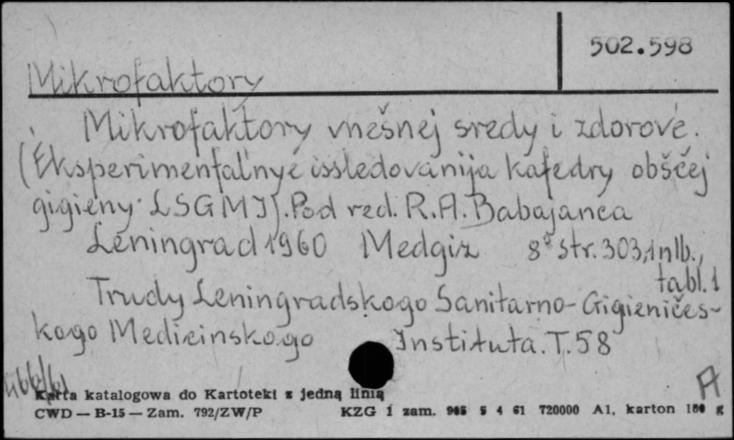 502.598
Mikrofaktory
Mikrofaktory vnešnej sredy i zdorov'e.
(Eksperimental'nye issledovanija kafedry obščej
gigieny LSGMI). Pod red. R.A. Babajanca
Leningrad 1960 Medgiz 8° str. 303, 1 nlb.,
tabl. 1
Trudy Leningradskogo Sanitarno-Gigieničes-
kogo Medicinskogo Instituta. T. 58
A
Karta katalogowa do Kartoteki z jedną linią
CWD — B-15 — Zam. 792/ZW/P KZG 1 zam. 905 5 4 61 720000 A1, karton 180 g